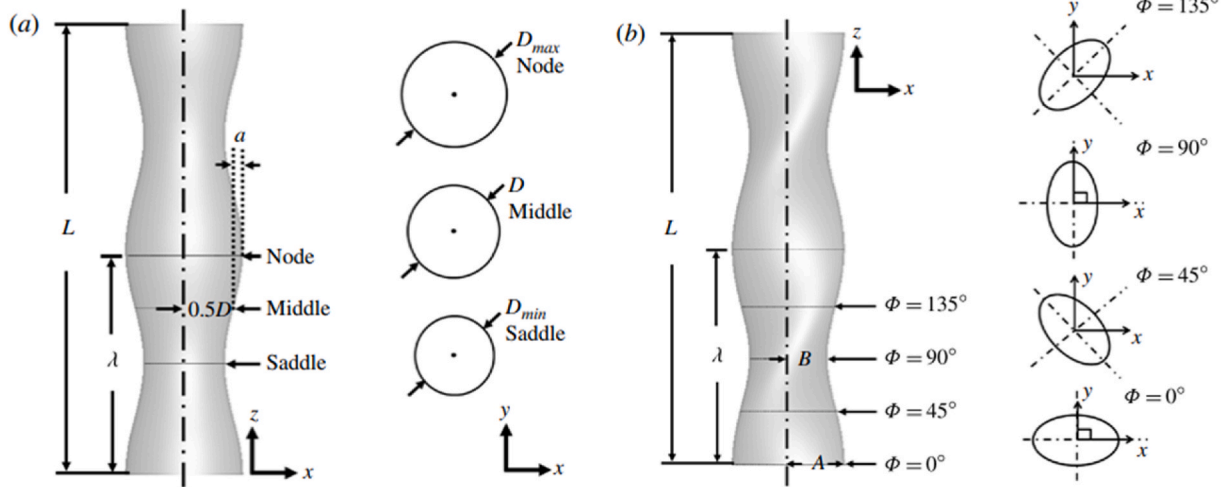 (a)
D_max
Node
a
L
D
Middle
Node
0.5D
Middle
D_min
Saddle
λ
Saddle
z
x
y
x
(b)
z
x
L
Φ = 135°
λ
B
Φ = 90°
Φ = 45°
A
Φ = 0°
y
Φ = 135°
x
Φ = 90°
y
x
y
Φ = 45°
x
Φ = 0°
y
x